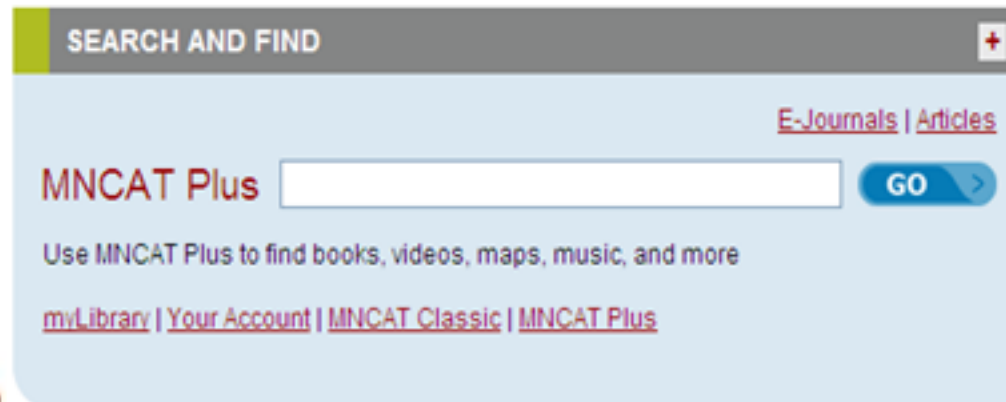 SEARCH AND FIND +
E-Journals | Articles
MNCAT Plus GO >
Use MNCAT Plus to find books, videos, maps, music, and more
myLibrary | Your Account | MNCAT Classic | MNCAT Plus